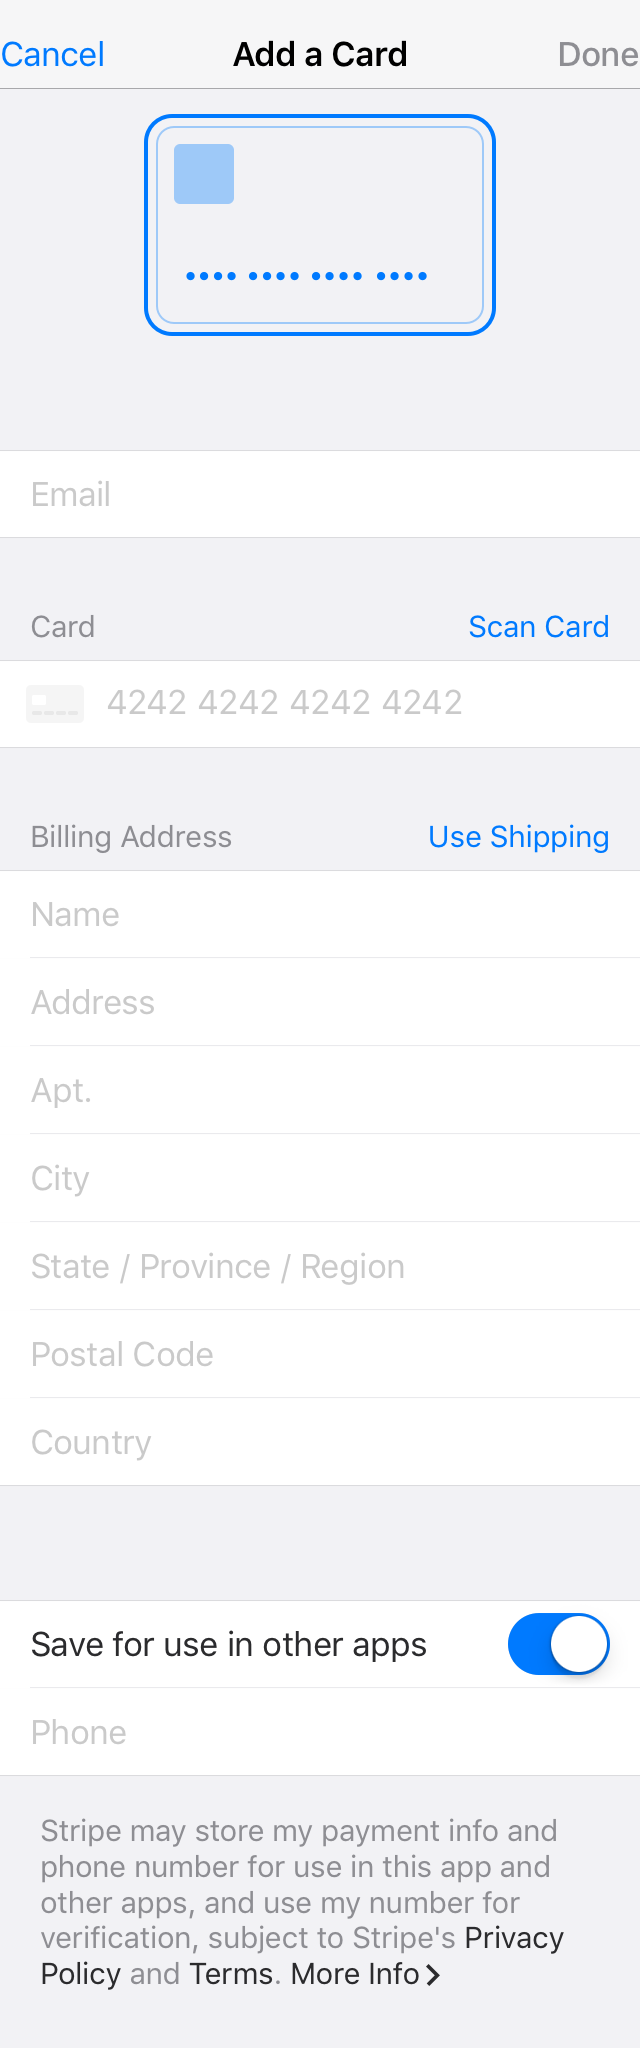 Cancel Add a Card Done
•••• •••• •••• ••••
Email
Card Scan Card
4242 4242 4242 4242
Billing Address Use Shipping
Name
Address
Apt.
City
State / Province / Region
Postal Code
Country
Save for use in other apps
Phone
Stripe may store my payment info and
phone number for use in this app and
other apps, and use my number for
verification, subject to Stripe's Privacy
Policy and Terms. More Info